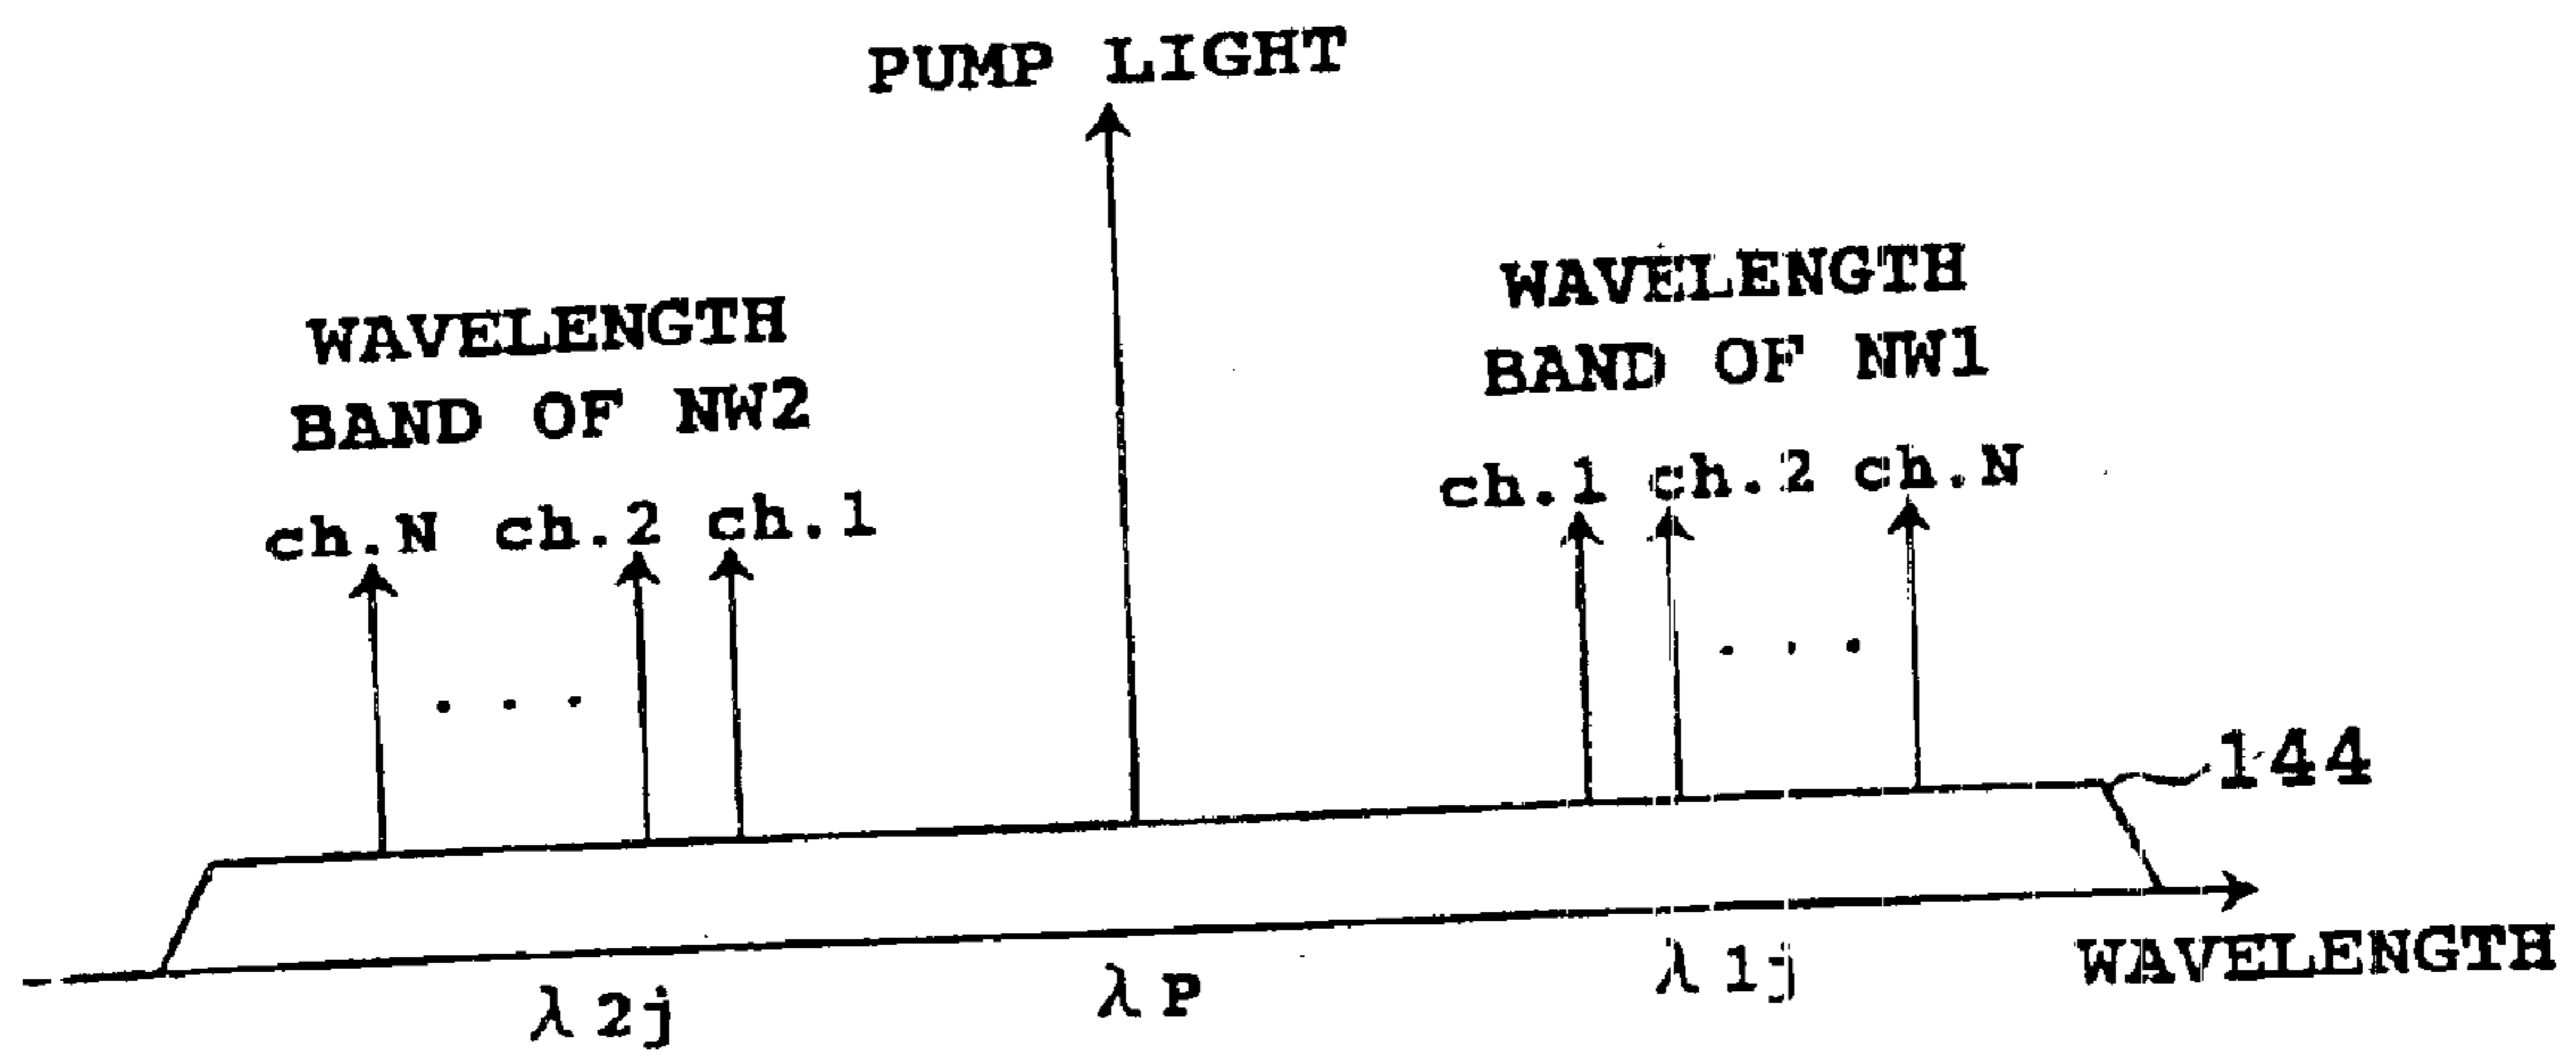 PUMP LIGHT
WAVELENGTH
BAND OF NW2
WAVELENGTH
BAND OF NW1
ch.N ch.2 ch.1
ch.1 ch.2 ch.N
144
λ2j
λP
λ1j
WAVELENGTH